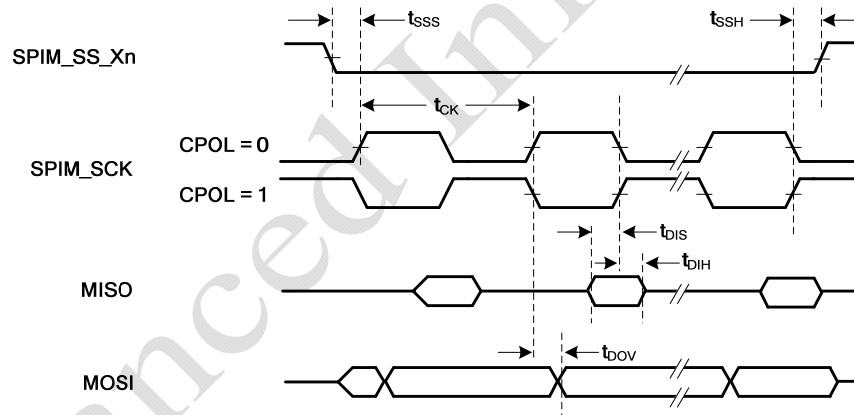 tSSS
tSSH
SPIM_SS_Xn
tCK
CPOL = 0
SPIM_SCK
CPOL = 1
tDIS
tDIH
MISO
tDOV
MOSI